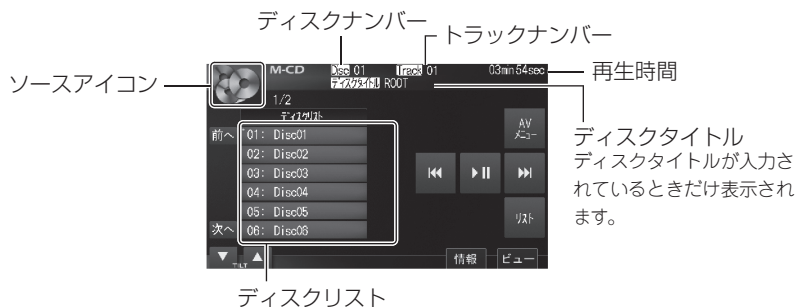 ディスクナンバー
トラックナンバー
ソースアイコン
再生時間
M-CD Disc 01 Track 01 03min54sec
ディスクタイトル ROOT
1/2
ディスクリスト
前へ
01: Disc01
02: Disc02
03: Disc03
04: Disc04
05: Disc05
06: Disc06
次へ
AV
メニュー
リスト
TILT
情報
ビュー
ディスクタイトル
ディスクタイトルが入力さ
れているときだけ表示され
ます。
ディスクリスト